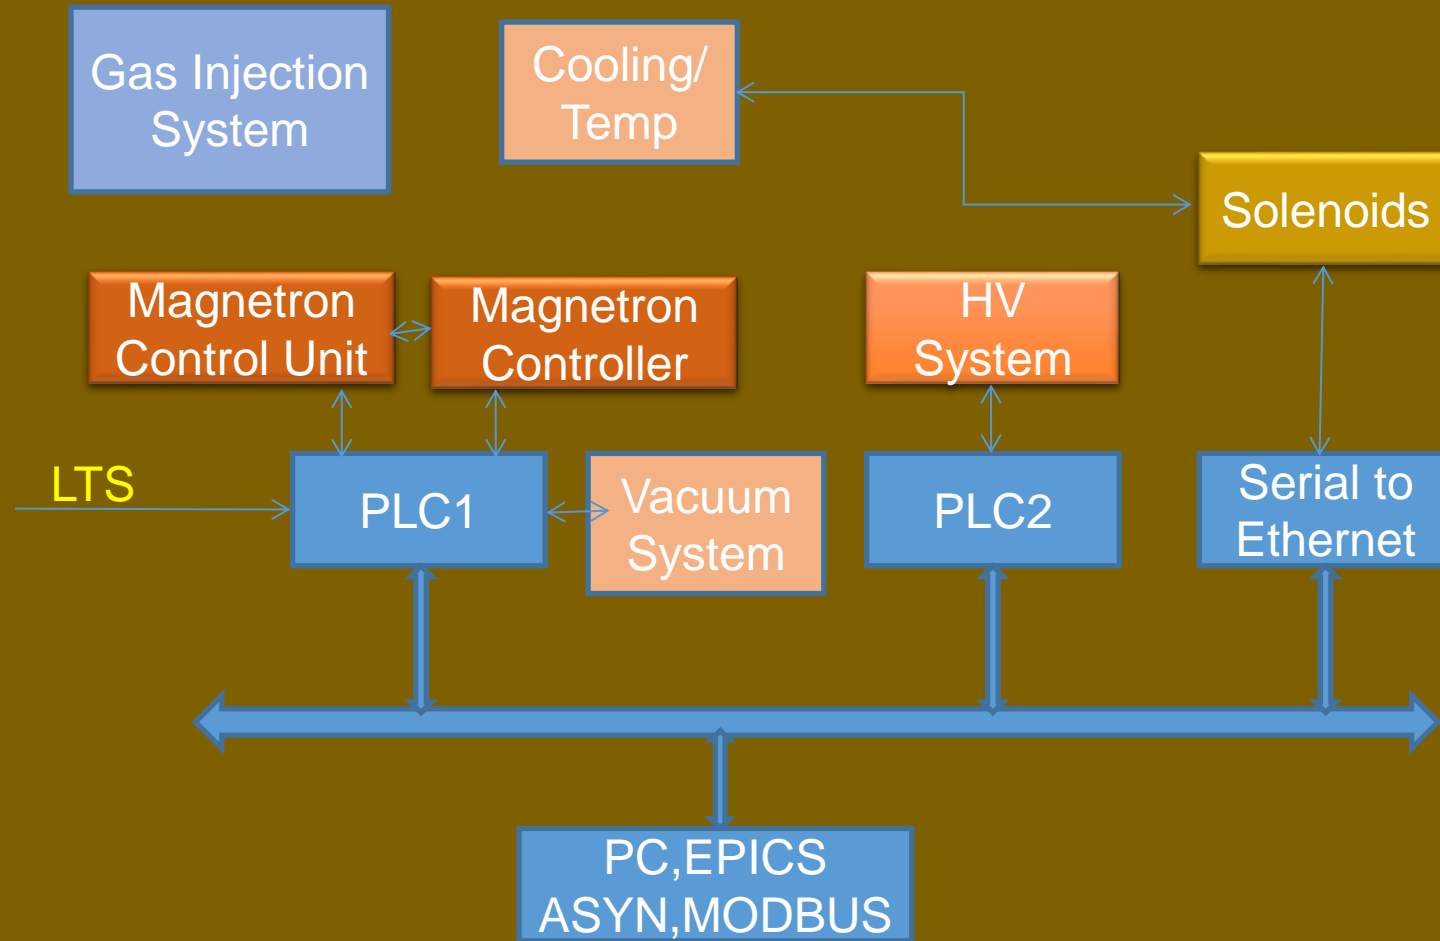 Gas Injection
System
Cooling/
Temp
Solenoids
Magnetron
Control Unit
Magnetron
Controller
HV
System
LTS
PLC1
Vacuum
System
PLC2
Serial to
Ethernet
PC,EPICS
ASYN,MODBUS